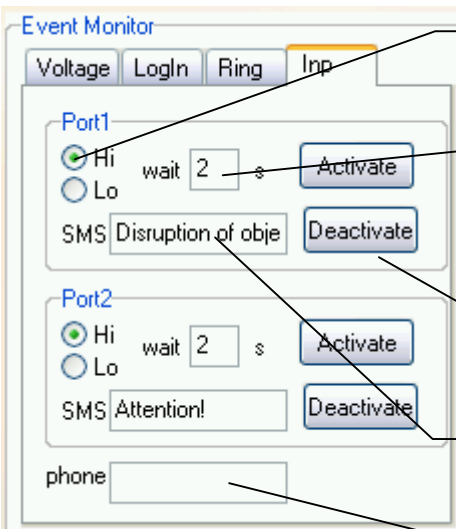 Event Monitor
Voltage LogIn Ring Inp
Port1
Hi
wait 2 s Activate
Lo
SMS Disruption of obje Deactivate
Port2
Hi
wait 2 s Activate
Lo
SMS Attention! Deactivate
phone